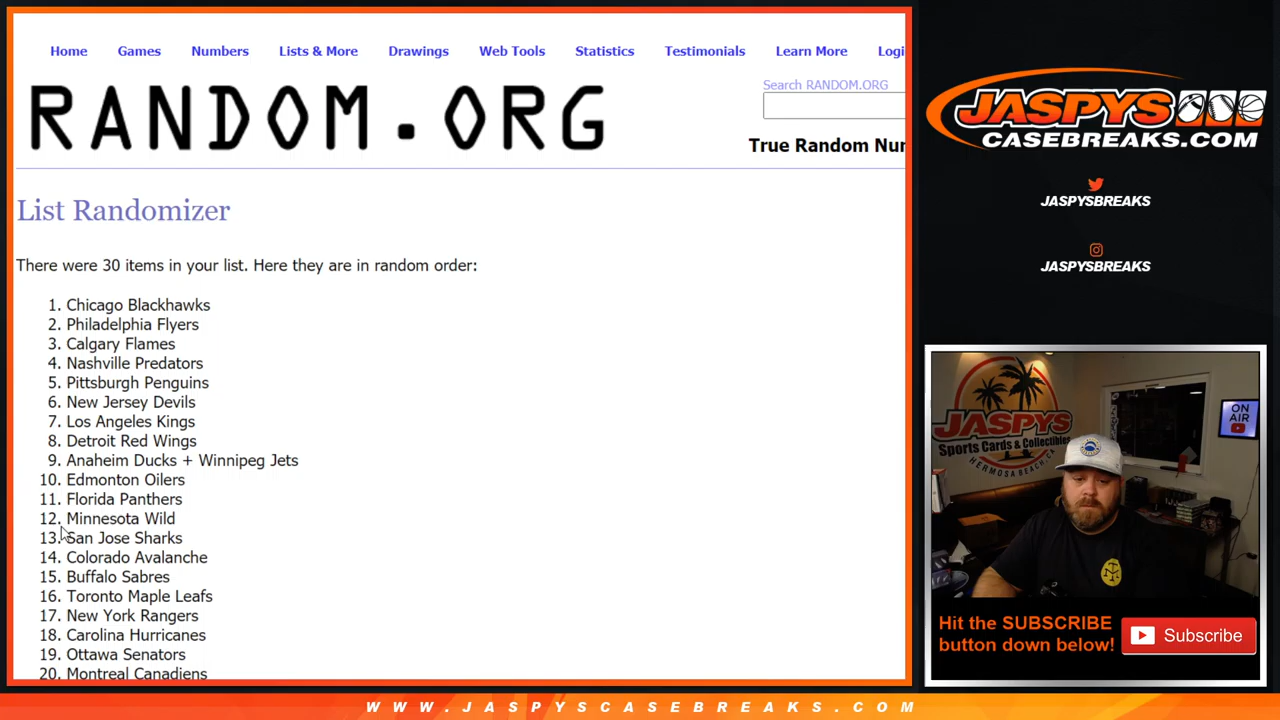 Home Games Numbers Lists & More Drawings Web Tools Statistics Testimonials Learn More Logi
Search RANDOM.ORG
RANDOM.ORG
True Random Nu
List Randomizer
There were 30 items in your list. Here they are in random order:
1. Chicago Blackhawks
2. Philadelphia Flyers
3. Calgary Flames
4. Nashville Predators
5. Pittsburgh Penguins
6. New Jersey Devils
7. Los Angeles Kings
8. Detroit Red Wings
9. Anaheim Ducks + Winnipeg Jets
10. Edmonton Oilers
11. Florida Panthers
12. Minnesota Wild
13. San Jose Sharks
14. Colorado Avalanche
15. Buffalo Sabres
16. Toronto Maple Leafs
17. New York Rangers
18. Carolina Hurricanes
19. Ottawa Senators
20. Montreal Canadiens
JASPYS
CASEBREAKS.COM
JASPYSBREAKS
JASPYSBREAKS
JASPYS
Sports Cards & Collectibles
HERMOSA BEACH, CA
ON
AIR
Hit the SUBSCRIBE
button down below!
Subscribe
WWW.JASPYSCASEBREAKS.COM